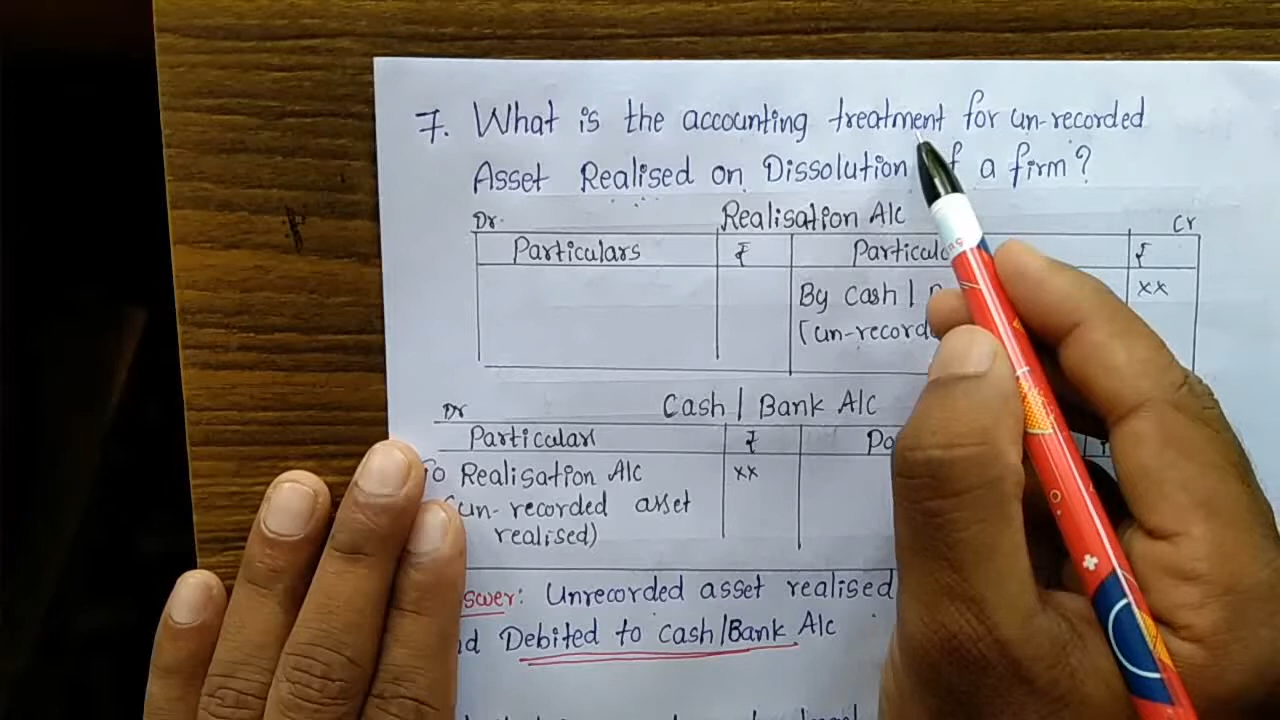 7. What is the accounting treatment for un-recorded
Asset Realised on Dissolution a firm?
Dr. Realisation A/c Cr
Particulars ₹ ₹
By Cash / xx
(un-
Dr Cash / Bank A/c
Particulars ₹
Realisation A/c xx
un-recorded asset
realised)
Unrecorded asset realised
Debited to Cash/Bank A/c